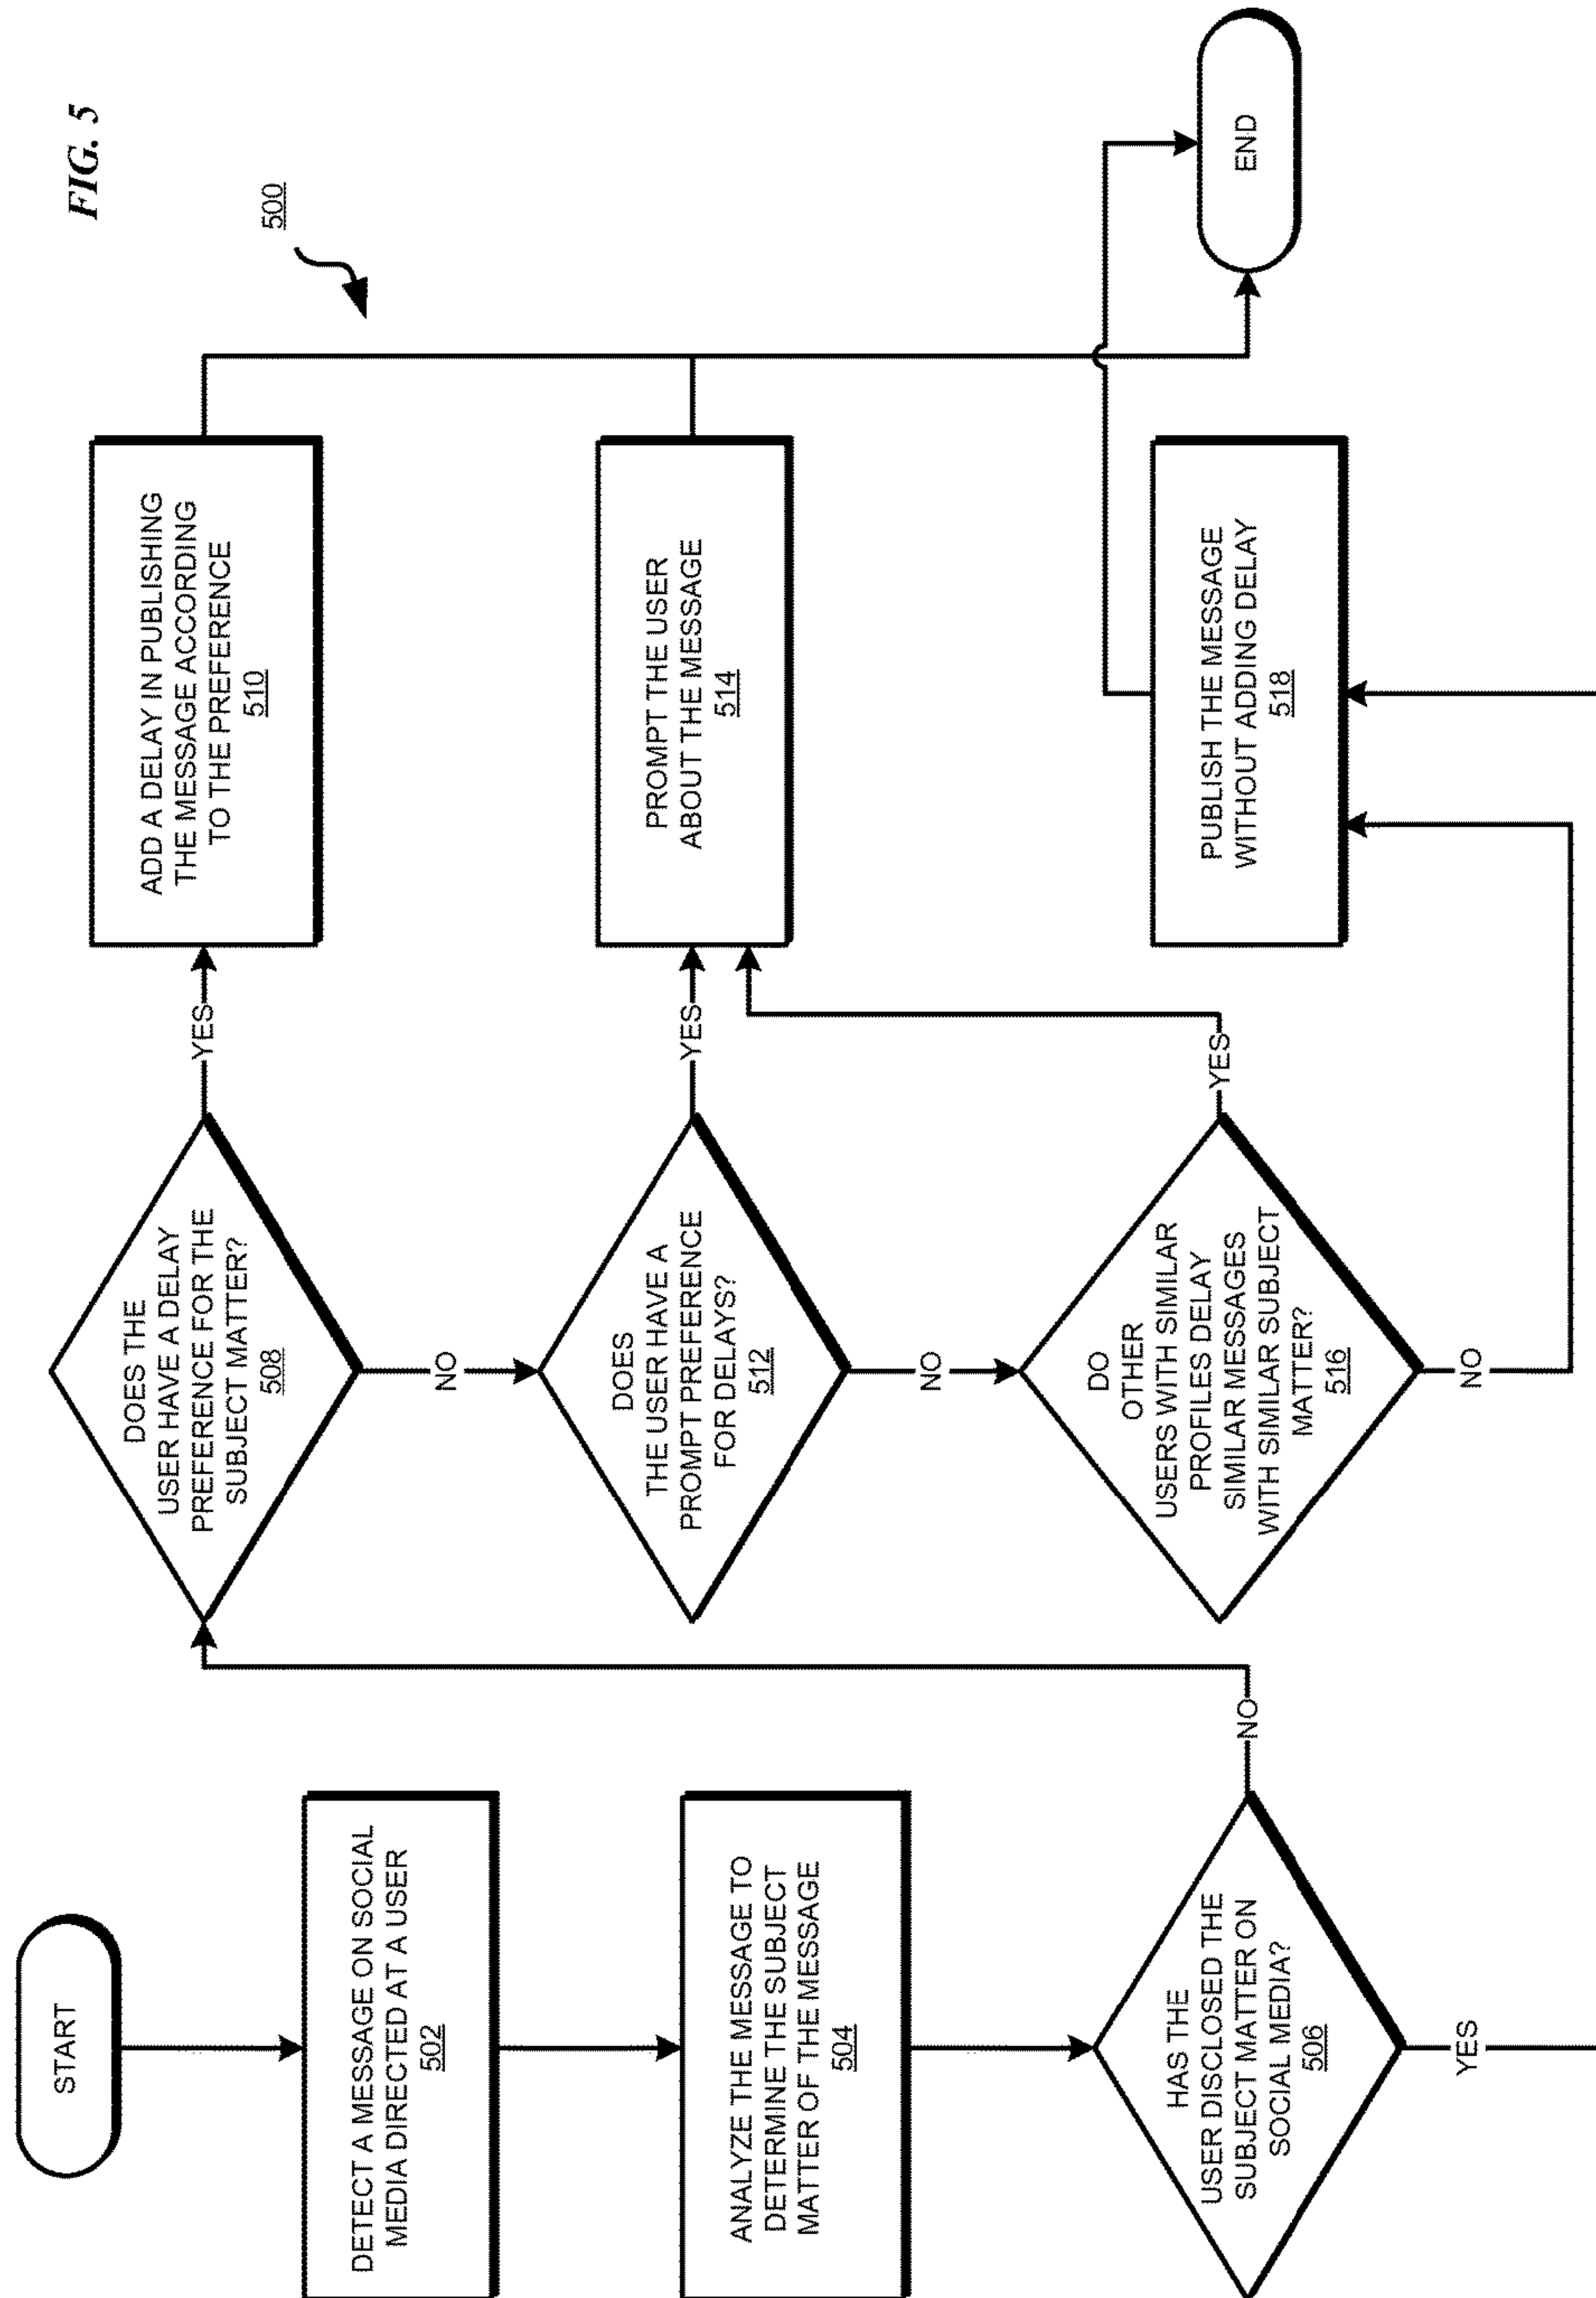 FIG. 5
500
START
DETECT A MESSAGE ON SOCIAL
MEDIA DIRECTED AT A USER
502
ANALYZE THE MESSAGE TO
DETERMINE THE SUBJECT
MATTER OF THE MESSAGE
504
HAS THE
USER DISCLOSED THE
SUBJECT MATTER ON
SOCIAL MEDIA?
506
NO
YES
DOES THE
USER HAVE A DELAY
PREFERENCE FOR THE
SUBJECT MATTER?
508
YES
NO
ADD A DELAY IN PUBLISHING
THE MESSAGE ACCORDING
TO THE PREFERENCE
510
DOES
THE USER HAVE A
PROMPT PREFERENCE
FOR DELAYS?
512
YES
NO
PROMPT THE USER
ABOUT THE MESSAGE
514
DO
OTHER
USERS WITH SIMILAR
PROFILES DELAY
SIMILAR MESSAGES
WITH SIMILAR SUBJECT
MATTER?
516
YES
NO
PUBLISH THE MESSAGE
WITHOUT ADDING DELAY
518
END